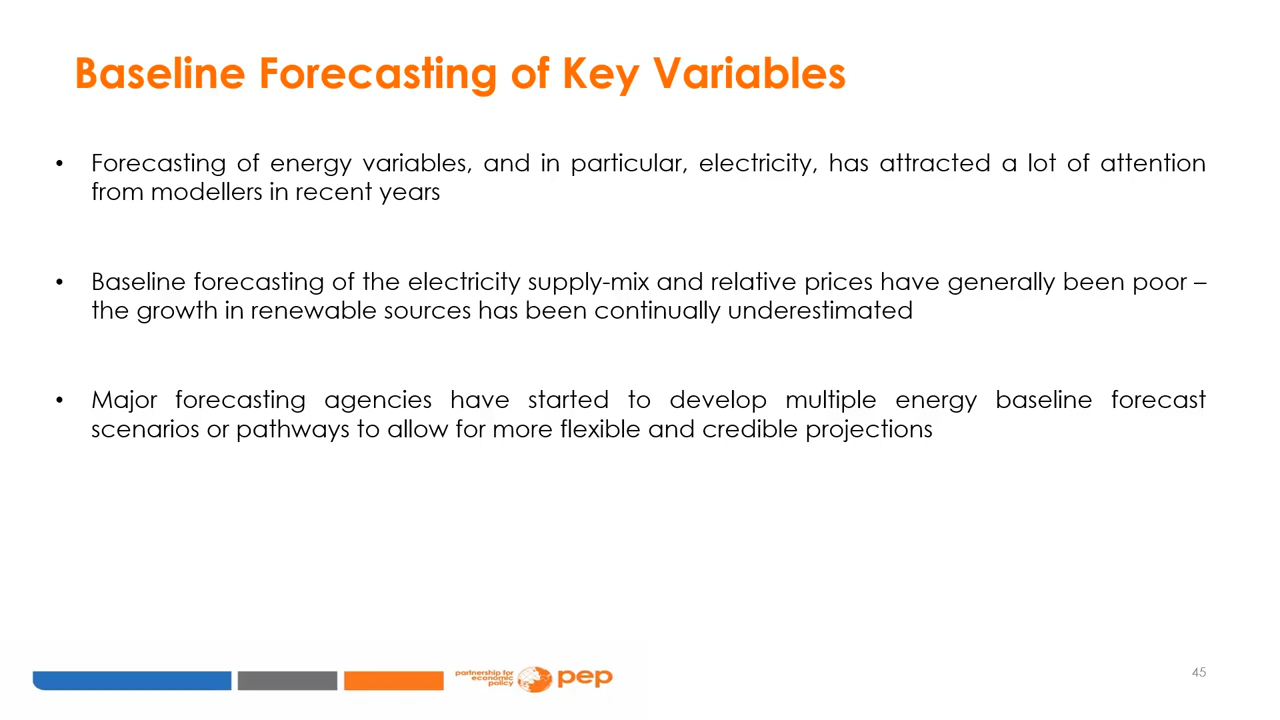 Baseline Forecasting of Key Variables
• Forecasting of energy variables, and in particular, electricity, has attracted a lot of attention
from modellers in recent years
• Baseline forecasting of the electricity supply-mix and relative prices have generally been poor –
the growth in renewable sources has been continually underestimated
• Major forecasting agencies have started to develop multiple energy baseline forecast
scenarios or pathways to allow for more flexible and credible projections
partnership for
economic
policy
pep
45